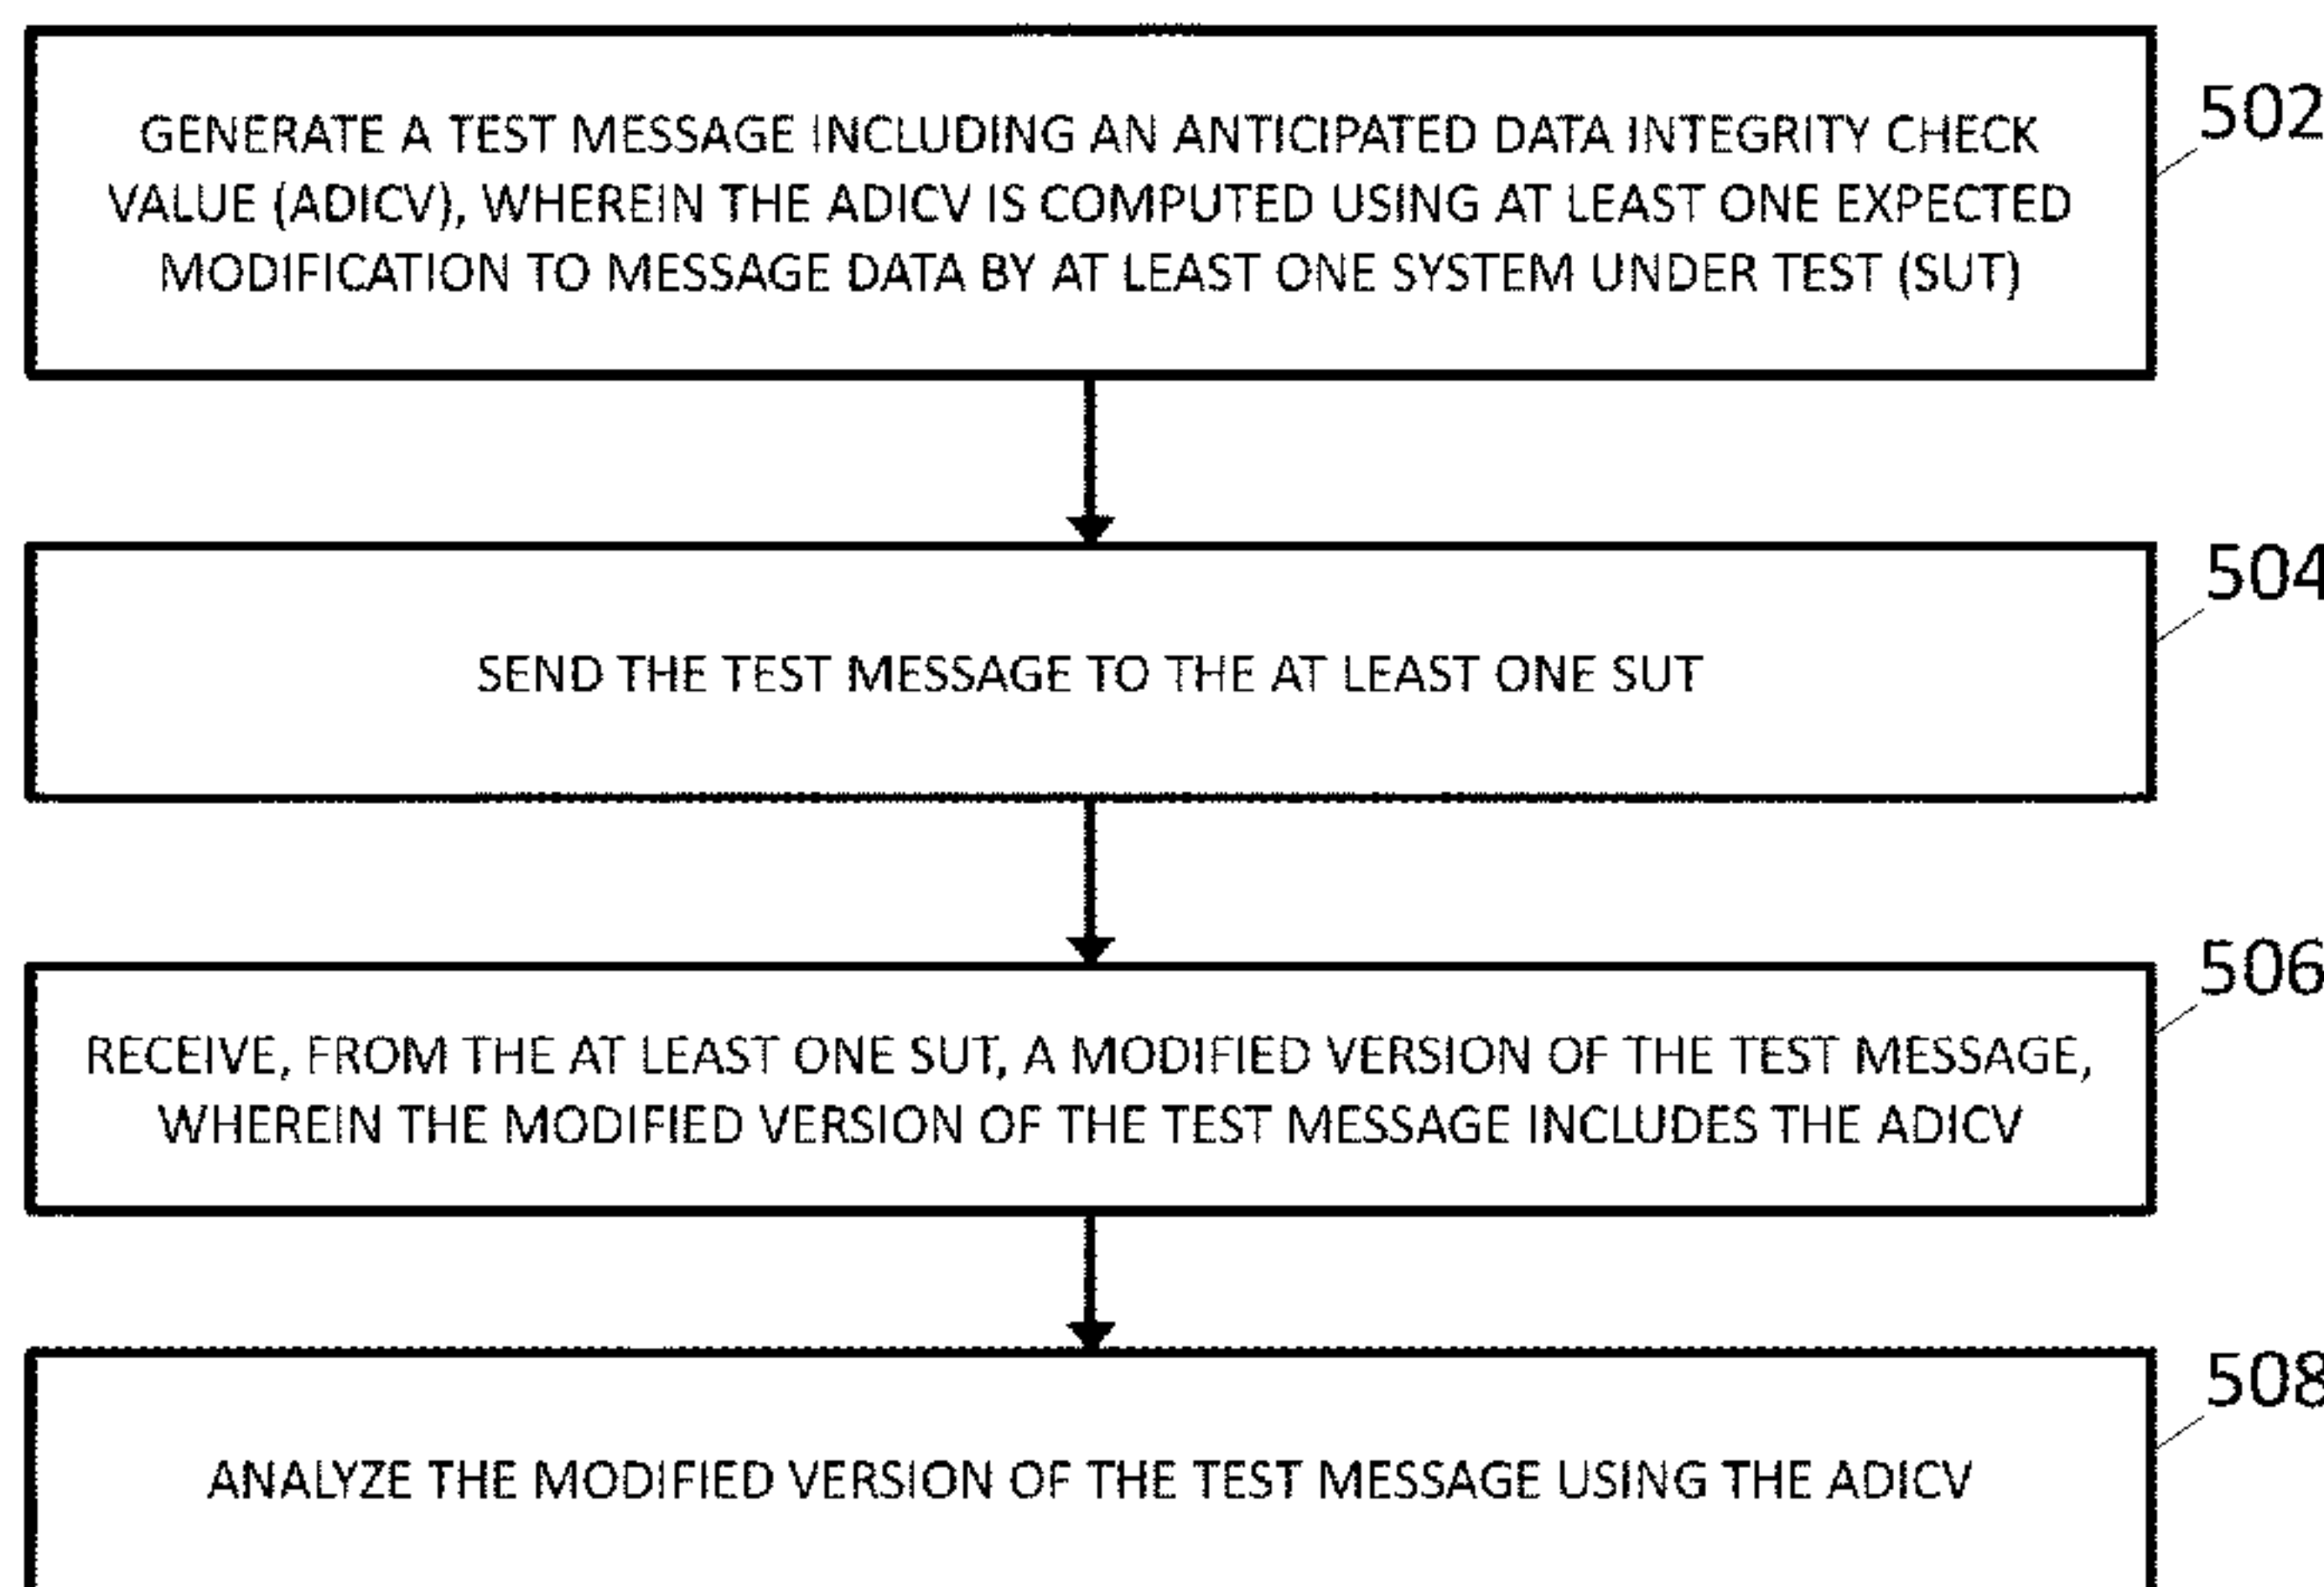 502
GENERATE A TEST MESSAGE INCLUDING AN ANTICIPATED DATA INTEGRITY CHECK
VALUE (ADICV), WHEREIN THE ADICV IS COMPUTED USING AT LEAST ONE EXPECTED
MODIFICATION TO MESSAGE DATA BY AT LEAST ONE SYSTEM UNDER TEST (SUT)
504
SEND THE TEST MESSAGE TO THE AT LEAST ONE SUT
506
RECEIVE, FROM THE AT LEAST ONE SUT, A MODIFIED VERSION OF THE TEST MESSAGE,
WHEREIN THE MODIFIED VERSION OF THE TEST MESSAGE INCLUDES THE ADICV
508
ANALYZE THE MODIFIED VERSION OF THE TEST MESSAGE USING THE ADICV